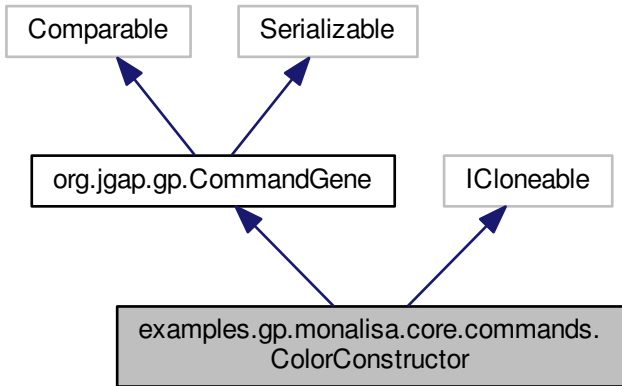 Comparable
Serializable
org.jgap.gp.CommandGene
ICloneable
examples.gp.monalisa.core.commands.
ColorConstructor